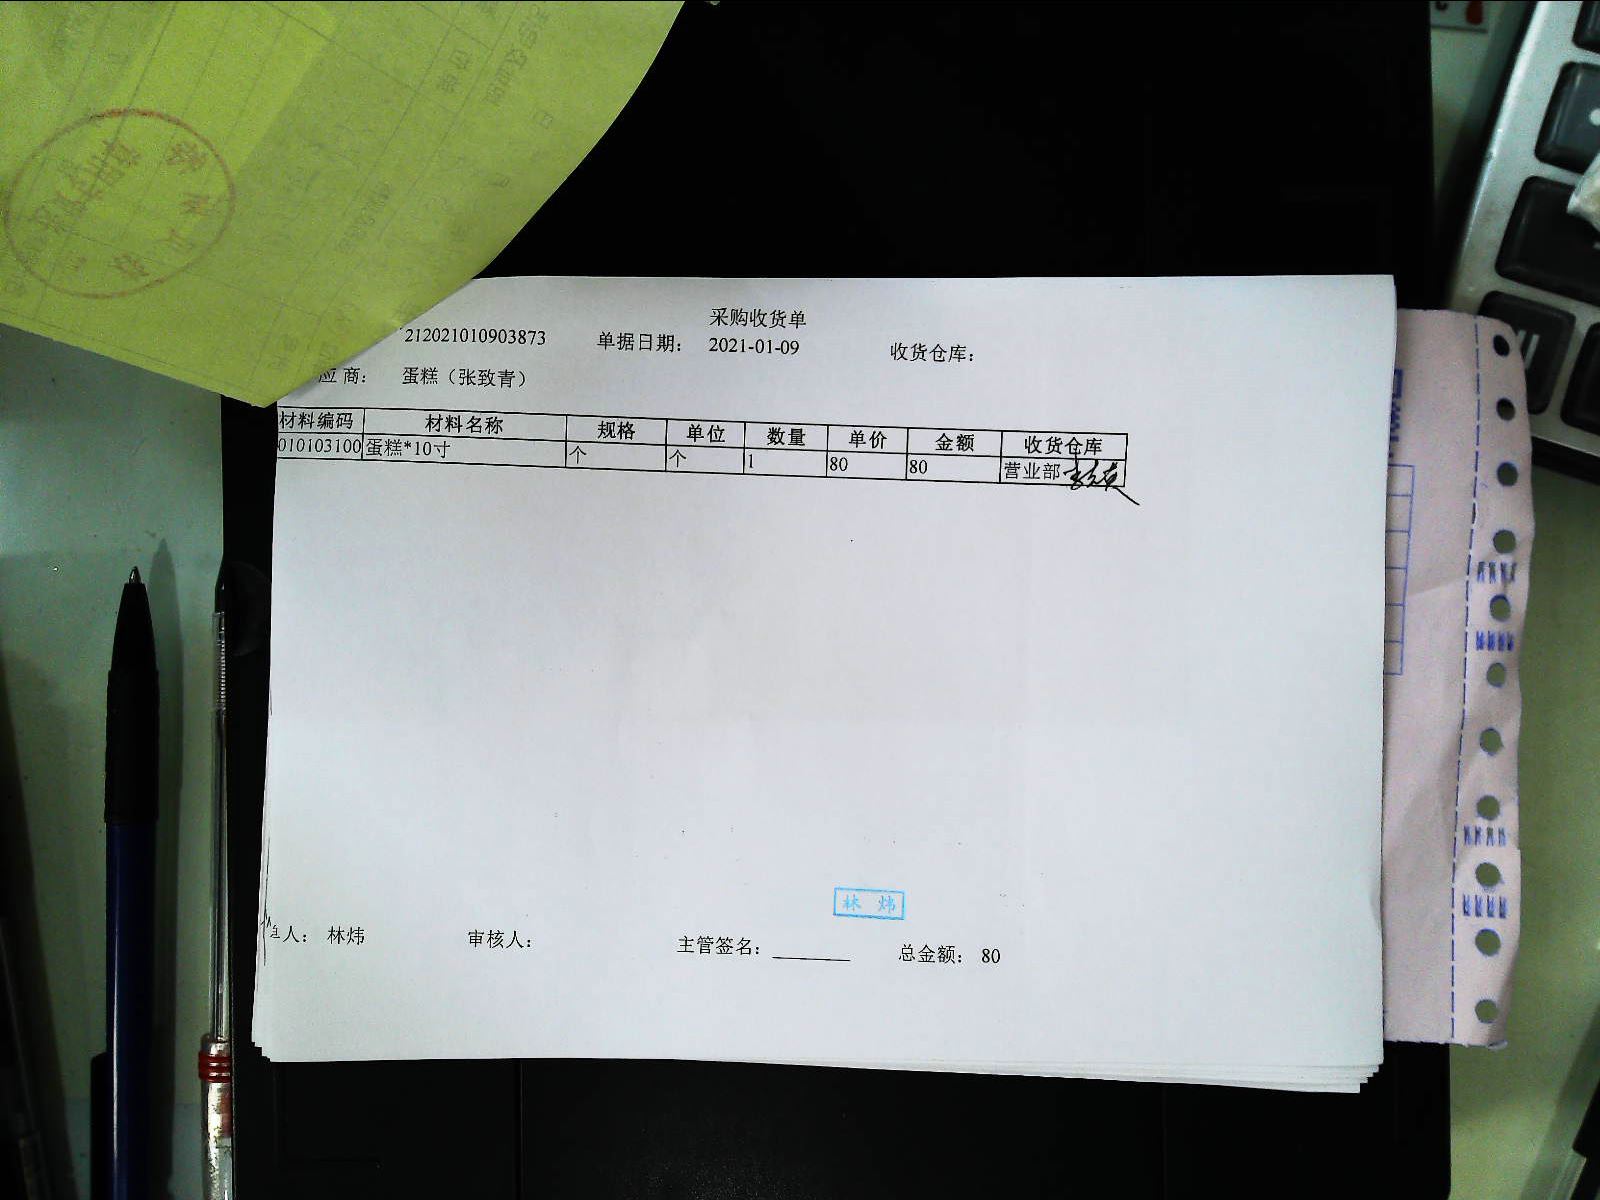 采购收货单
212021010903873 单据日期： 2021-01-09 收货仓库：
应商： 蛋糕（张致青）
材料编码 材料名称 规格 单位 数量 单价 金额 收货仓库
010103100 蛋糕*10寸 个 个 1 80 80 营业部
林 炜
人： 林炜 审核人： 主管签名： 总金额： 80